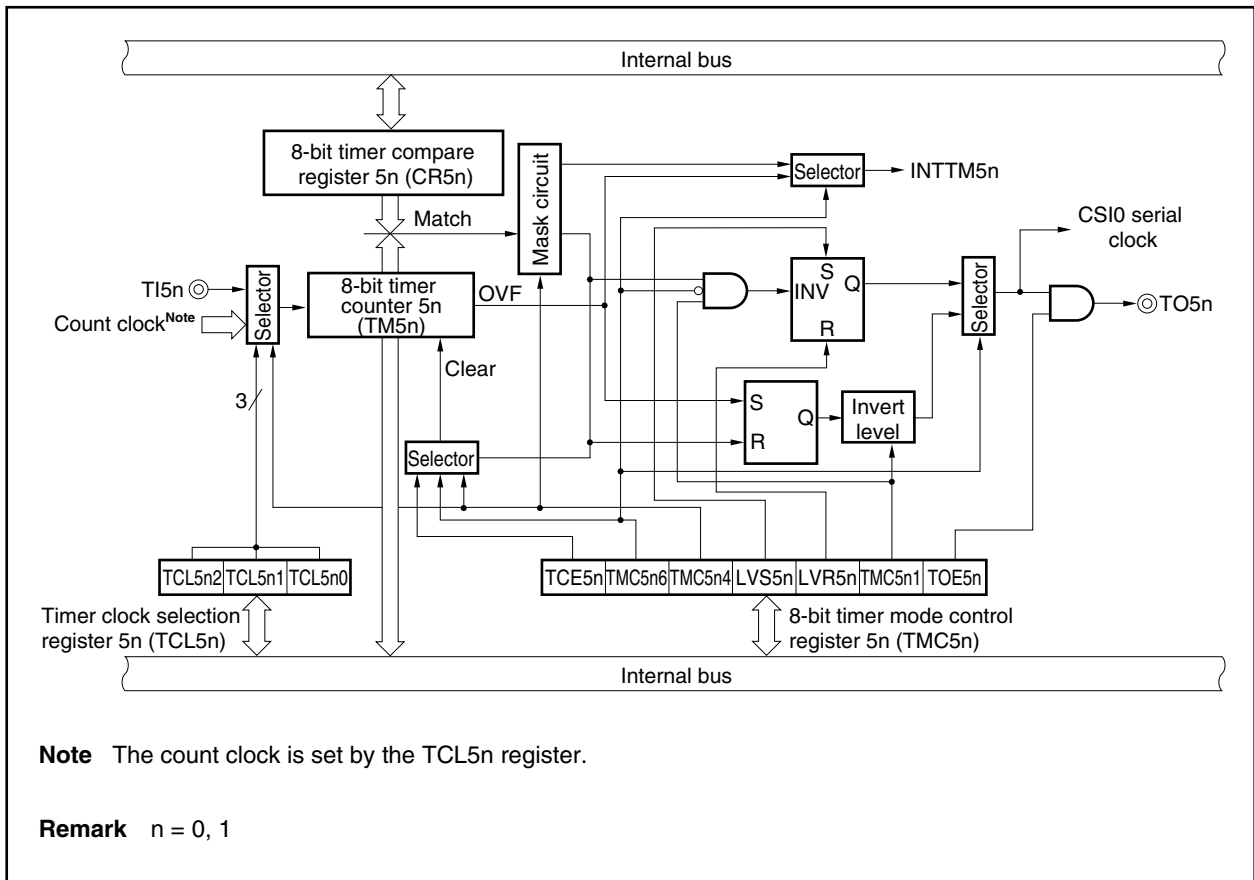 Internal bus
8-bit timer compare
register 5n (CR5n)
Match
Mask circuit
Selector
INTTM5n
CSI0 serial
clock
TI5n
Count clockNote
Selector
8-bit timer
counter 5n
(TM5n)
OVF
Clear
3
Selector
S
INV
Q
R
Selector
TO5n
S
Q
R
Invert
level
TCL5n2
TCL5n1
TCL5n0
TCE5n
TMC5n6
TMC5n4
LVS5n
LVR5n
TMC5n1
TOE5n
Timer clock selection
register 5n (TCL5n)
8-bit timer mode control
register 5n (TMC5n)
Internal bus
Note The count clock is set by the TCL5n register.
Remark n = 0, 1